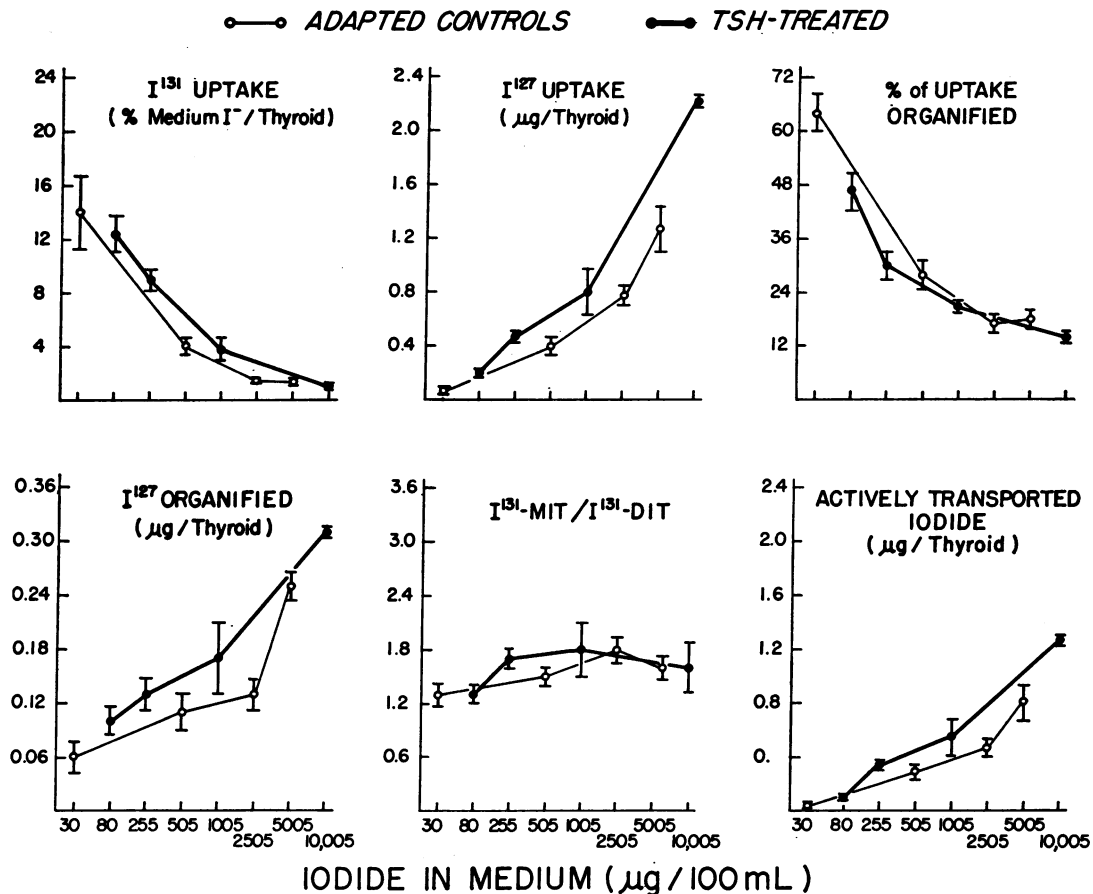 ADAPTED CONTROLS TSH-TREATED
I¹³¹ UPTAKE
(% Medium I⁻/Thyroid)
24
20
16
12
8
4
I¹²⁷ UPTAKE
(µg/Thyroid)
2.4
2.0
1.6
1.2
0.8
0.4
% of UPTAKE
ORGANIFIED
72
60
48
36
24
12
I¹²⁷ ORGANIFIED
(µg/Thyroid)
0.36
0.30
0.24
0.18
0.12
0.06
30 80 255 505 1005 2505 5005 10,005
I¹³¹-MIT/I¹³¹-DIT
3.6
3.0
2.4
1.8
1.2
0.6
30 80 255 505 1005 2505 5005 10,005
ACTIVELY TRANSPORTED
IODIDE
(µg/Thyroid)
2.4
2.0
1.6
1.2
0.8
0.
30 80 255 505 1005 2505 5005 10,005
IODIDE IN MEDIUM (µg/100mL)